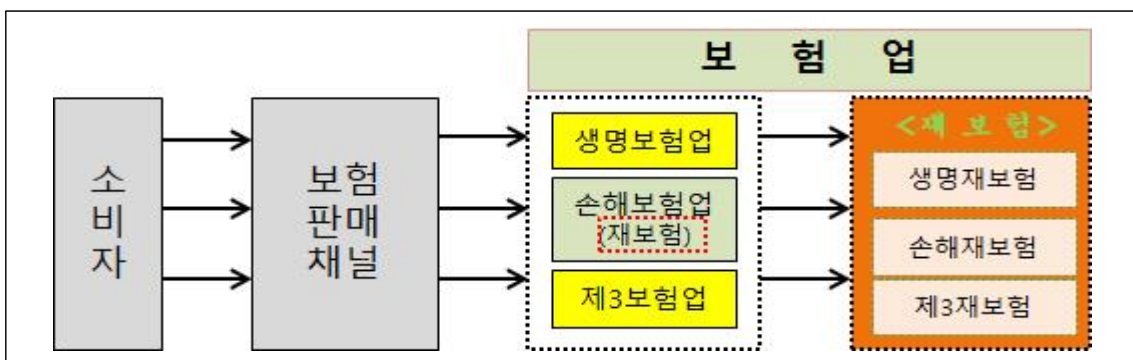 보 험 업
소
비
자
보험
판매
채널
생명보험업
손해보험업
(재보험)
제3보험업
<재 보 험>
생명재보험
손해재보험
제3재보험